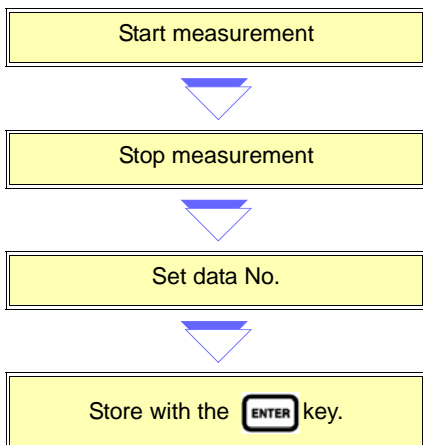 Start measurement
Stop measurement
Set data No.
Store with the ENTER key.